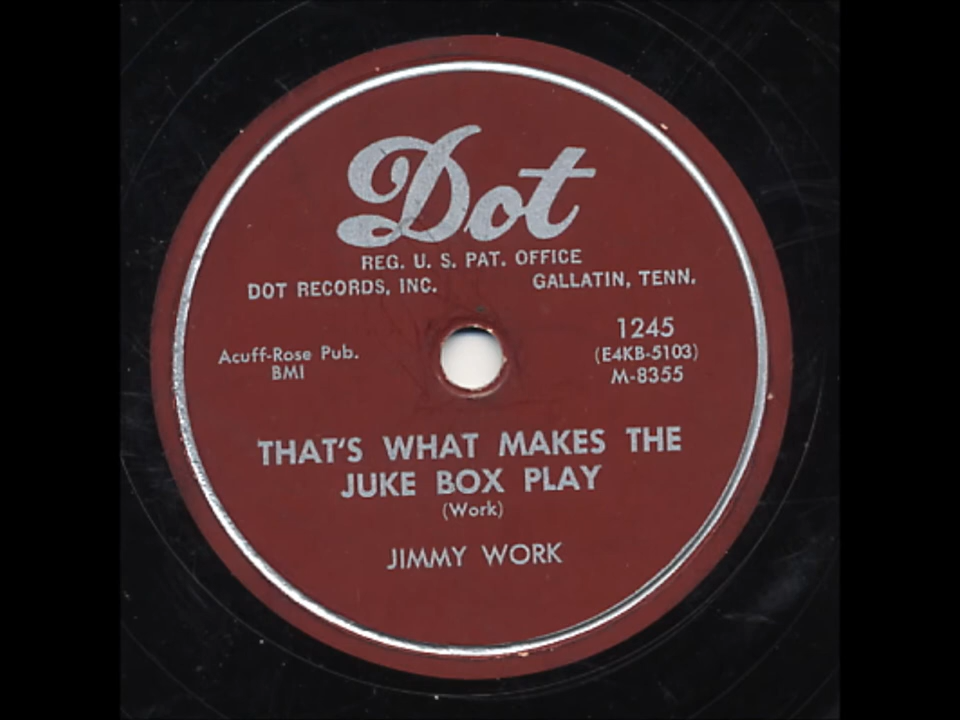 Dot
REG. U. S. PAT. OFFICE
DOT RECORDS, INC. GALLATIN, TENN.
Acuff-Rose Pub.
BMI
1245
(E4KB-5103)
M-8355
THAT'S WHAT MAKES THE
JUKE BOX PLAY
(Work)
JIMMY WORK